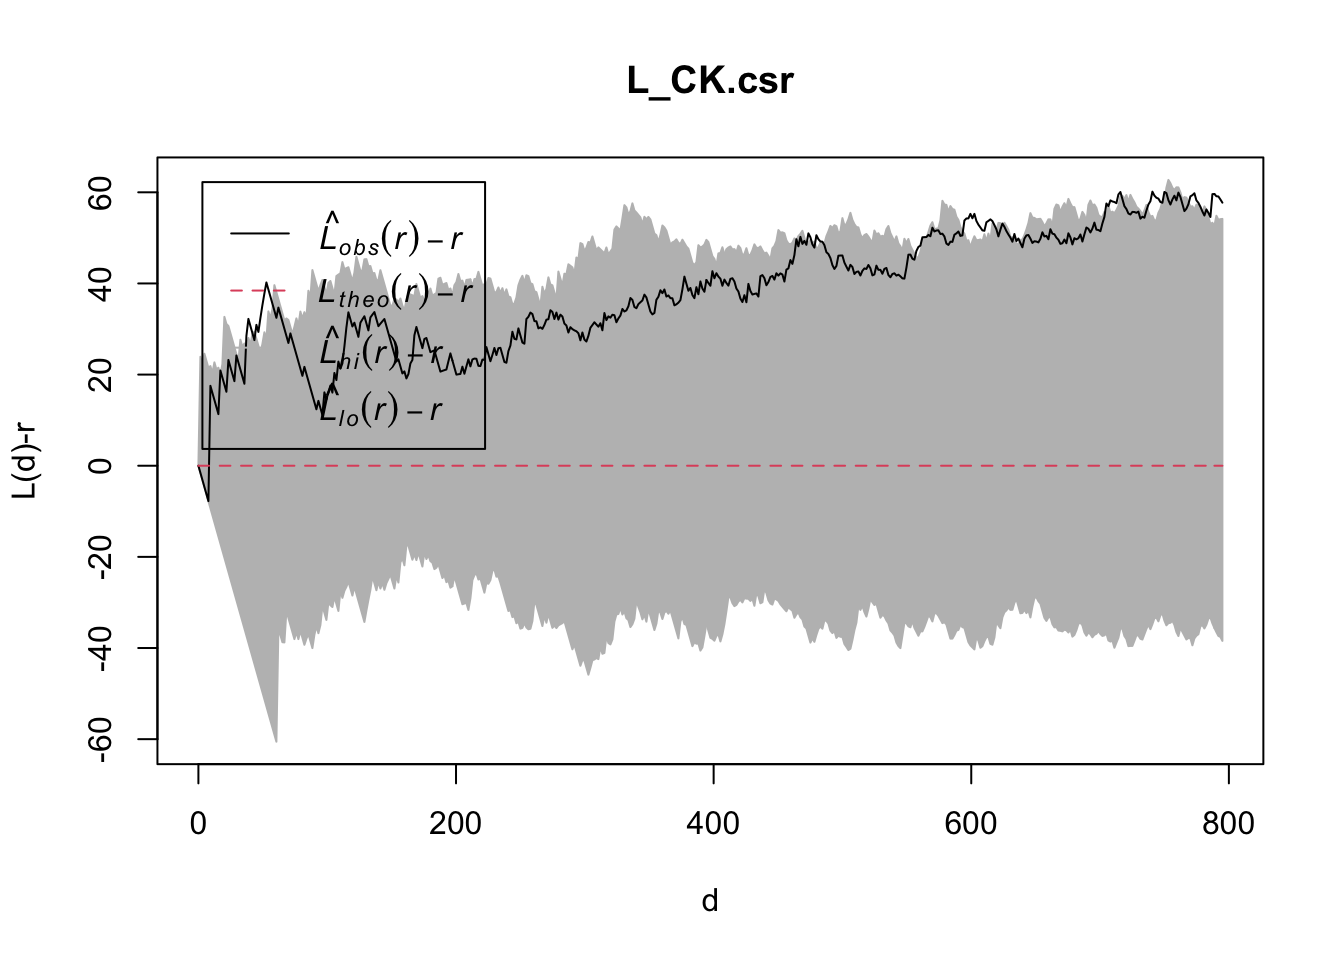 L_CK.csr
L̂obs(r) – r
Ltheo(r) – r
L̂hi(r) – r
L̂lo(r) – r
L(d)-r
60
40
20
0
-20
-40
-60
0 200 400 600 800
d